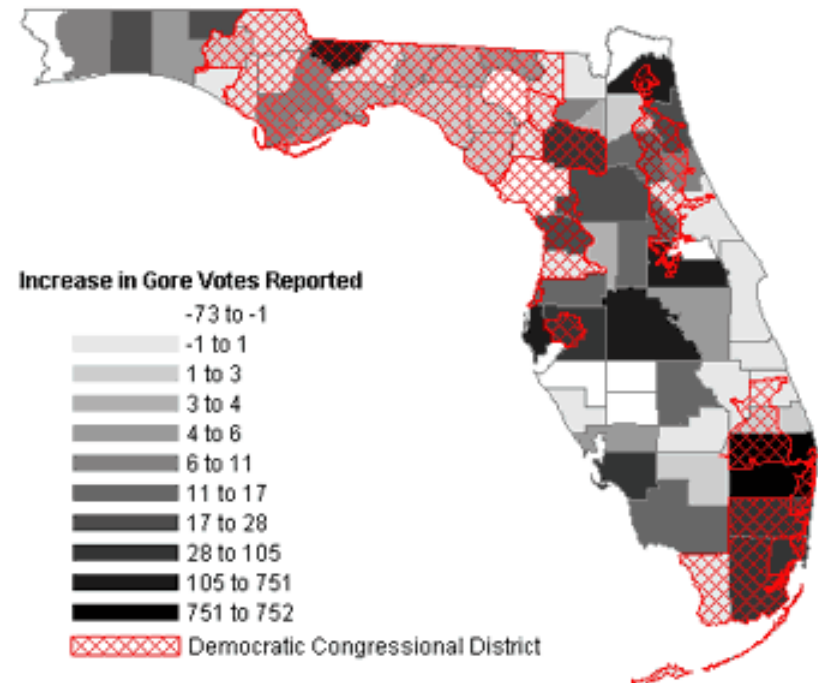 Increase in Gore Votes Reported
-73 to -1
-1 to 1
1 to 3
3 to 4
4 to 6
6 to 11
11 to 17
17 to 28
28 to 105
105 to 751
751 to 752
Democratic Congressional District